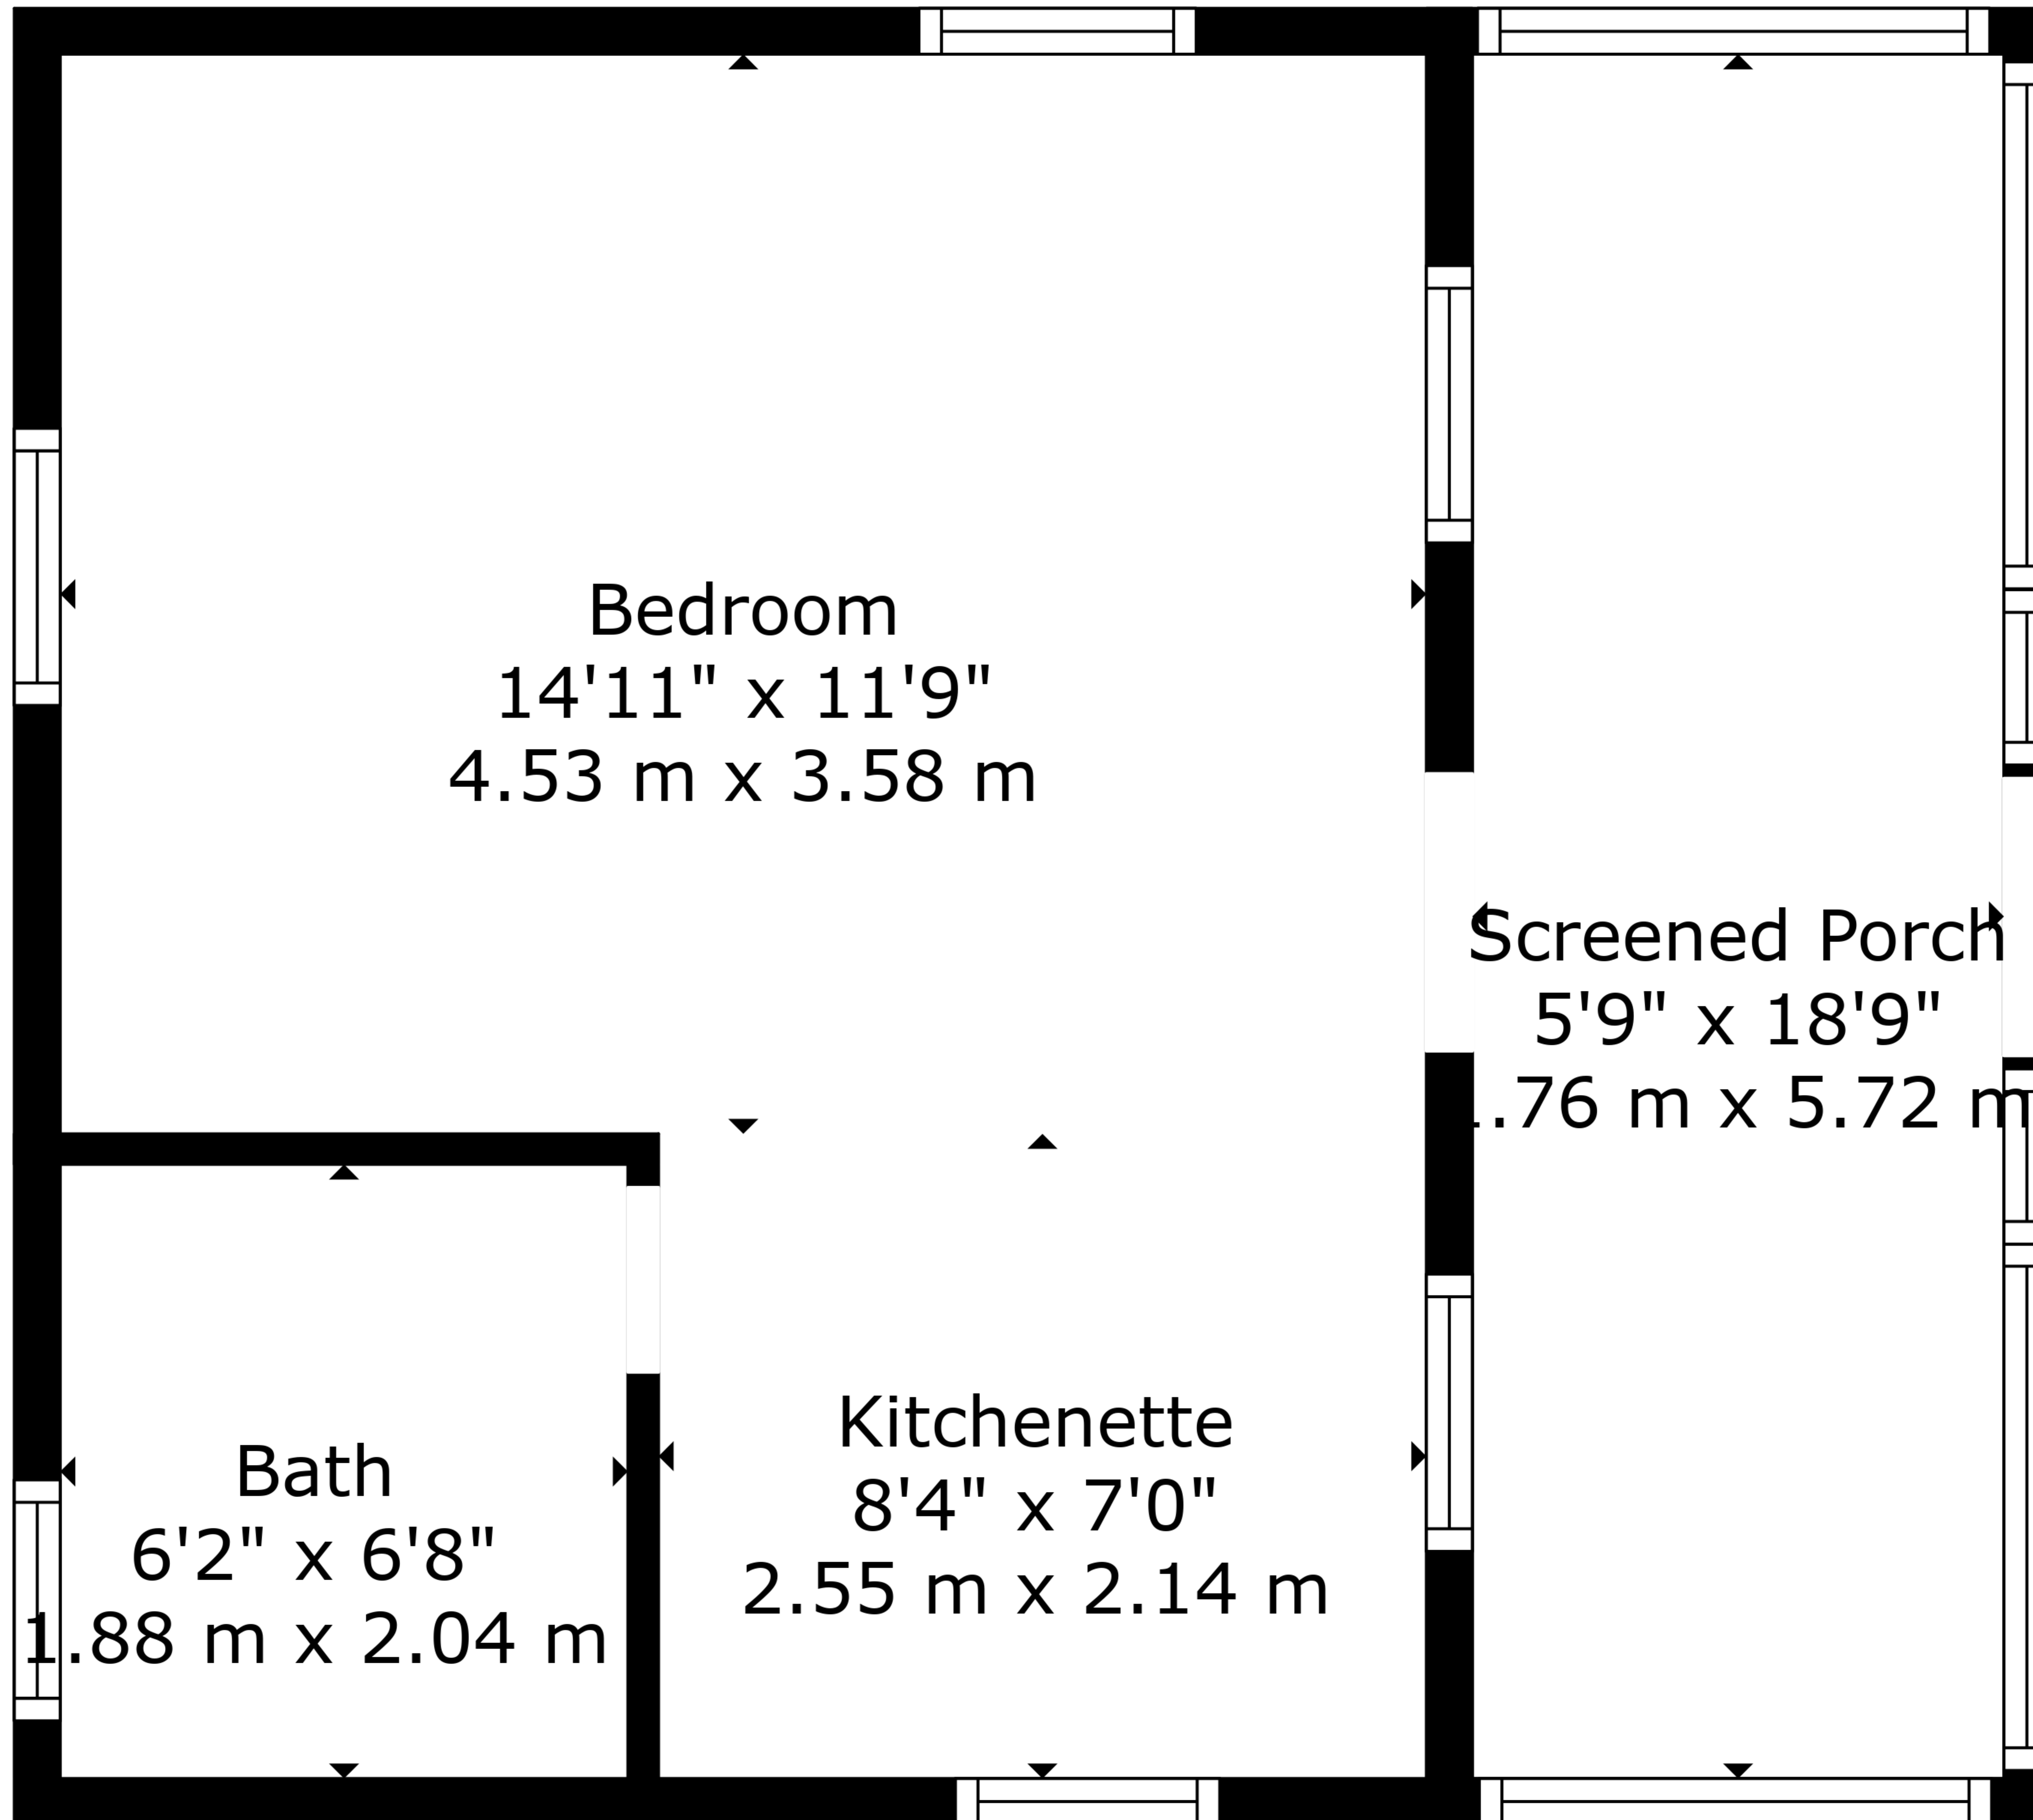 Bedroom
14'11" x 11'9"
4.53 m x 3.58 m
Screened Porch
5'9" x 18'9"
.76 m x 5.72 m
Kitchenette
8'4" x 7'0"
2.55 m x 2.14 m
Bath
6'2" x 6'8"
1.88 m x 2.04 m